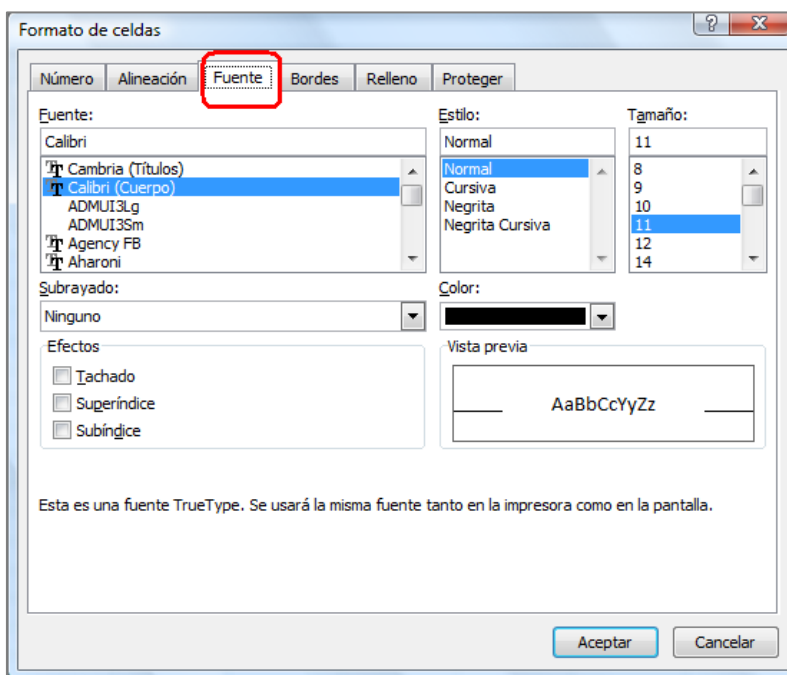 Formato de celdas
Número Alineación Fuente Bordes Relleno Proteger
Fuente: Estilo: Tamaño:
Calibri Normal 11
Cambria (Títulos) Normal 8
Calibri (Cuerpo) Cursiva 9
ADMUI3Lg Negrita 10
ADMUI3Sm Negrita Cursiva 11
Agency FB 12
Aharoni 14
Subrayado: Color:
Ninguno
Efectos Vista previa
Tachado
Superíndice AaBbCcYyZz
Subíndice
Esta es una fuente TrueType. Se usará la misma fuente tanto en la impresora como en la pantalla.
Aceptar Cancelar